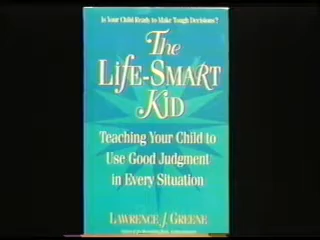 Is Your Child Ready to Make Tough Decisions?
The
Life-Smart
Kid
Teaching Your Child to
Use Good Judgment
in Every Situation
Lawrence J. Greene